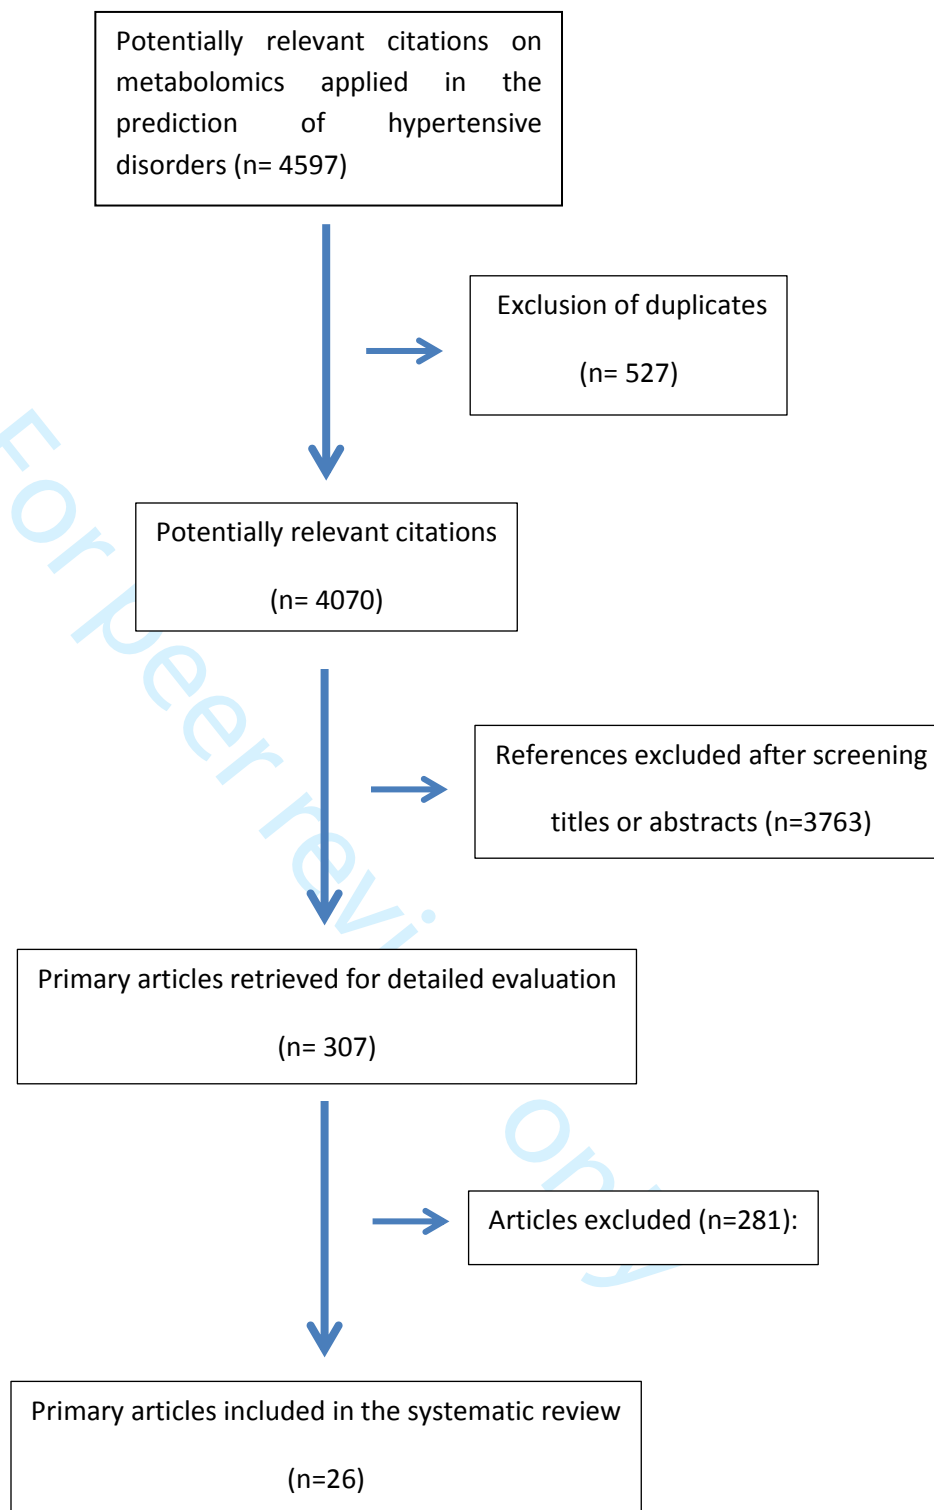 Potentially relevant citations on
metabolomics applied in the
prediction of hypertensive
disorders (n= 4597)
Exclusion of duplicates
(n= 527)
Potentially relevant citations
(n= 4070)
References excluded after screening
titles or abstracts (n=3763)
Primary articles retrieved for detailed evaluation
(n= 307)
Articles excluded (n=281):
Primary articles included in the systematic review
(n=26)
For peer review only